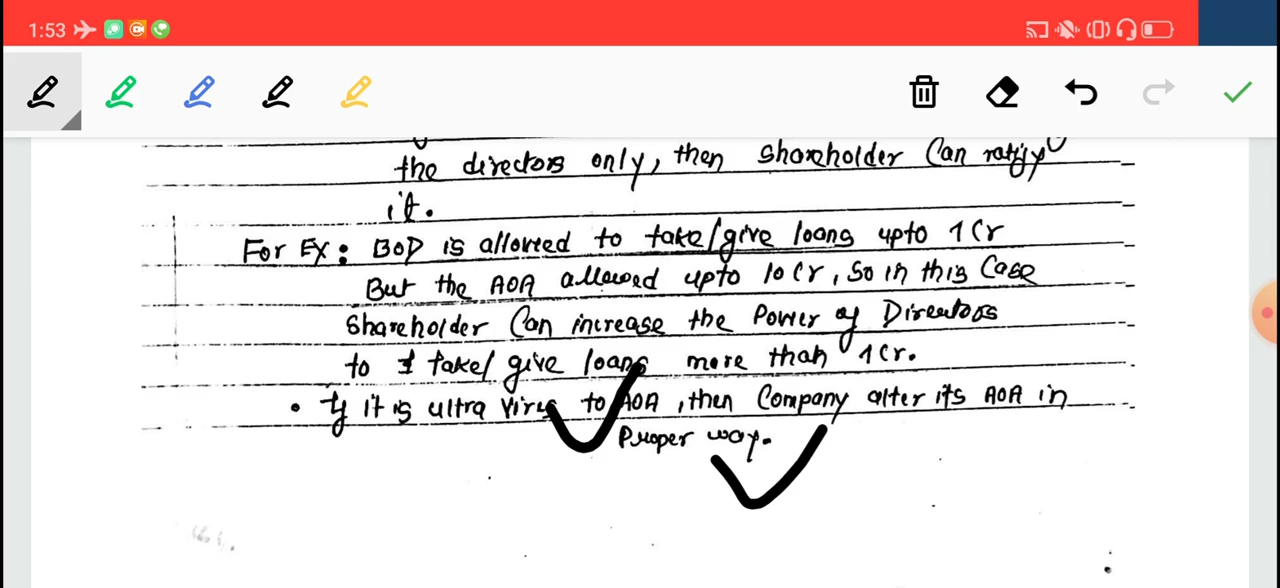 1:53
the directors only, then shareholder Can ratify
it.
For EX: BOD is allowed to take/give loans upto 1 Cr
But the AOA allowed upto 10 Cr, So in this Case
Shareholder Can increase the Power of Directors
to take/ give loans more than 1 Cr.
• If it is ultra Virus to AOA, then Company alter its AOA in
Proper way.